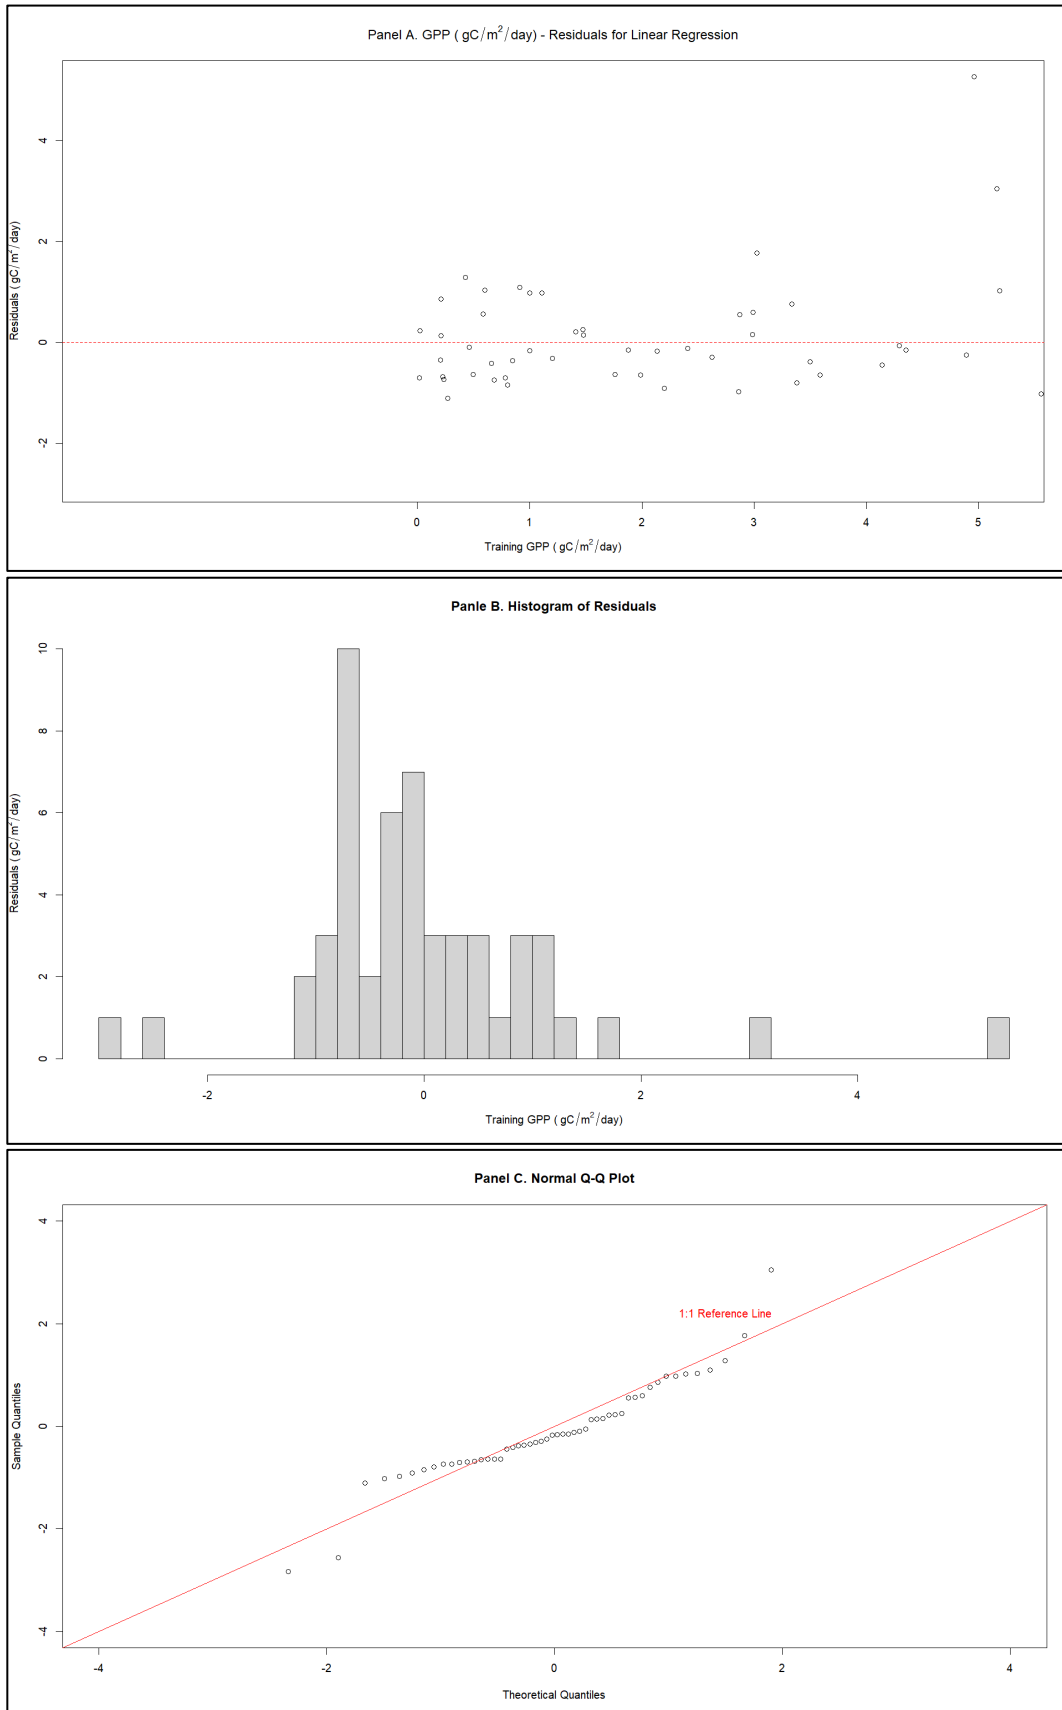 Panel A. GPP ( gC/m²/day) - Residuals for Linear Regression
Residuals ( gC/m²/day)
4
2
0
-2
0 1 2 3 4 5
Training GPP ( gC/m²/day)
Panle B. Histogram of Residuals
Residuals ( gC/m²/day)
10
8
6
4
2
0
-2 0 2 4
Training GPP ( gC/m²/day)
Panel C. Normal Q-Q Plot
Sample Quantiles
4
2
0
-2
-4
1:1 Reference Line
-4 -2 0 2 4
Theoretical Quantiles